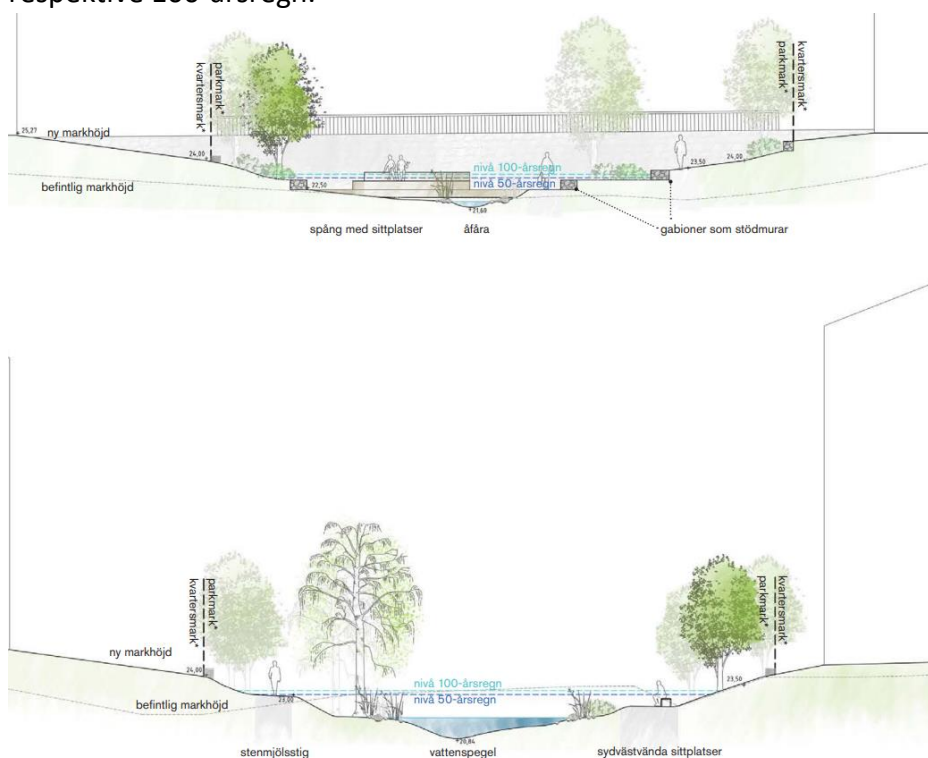 respektive 100-årsregn.
kvartersmark*
parkmark*
parkmark*
kvartersmark*
25,27
ny markhöjd
24,00
24,00
23,50
nivå 100-årsregn
befintlig markhöjd
22,50
nivå 50-årsregn
21,60
spång med sittplatser
åfåra
gabioner som stödmurar
kvartersmark*
parkmark*
parkmark*
kvartersmark*
ny markhöjd
24,00
nivå 100-årsregn
23,50
befintlig markhöjd
23,00
nivå 50-årsregn
20,84
stenmjölsstig
vattenspegel
sydvästvända sittplatser